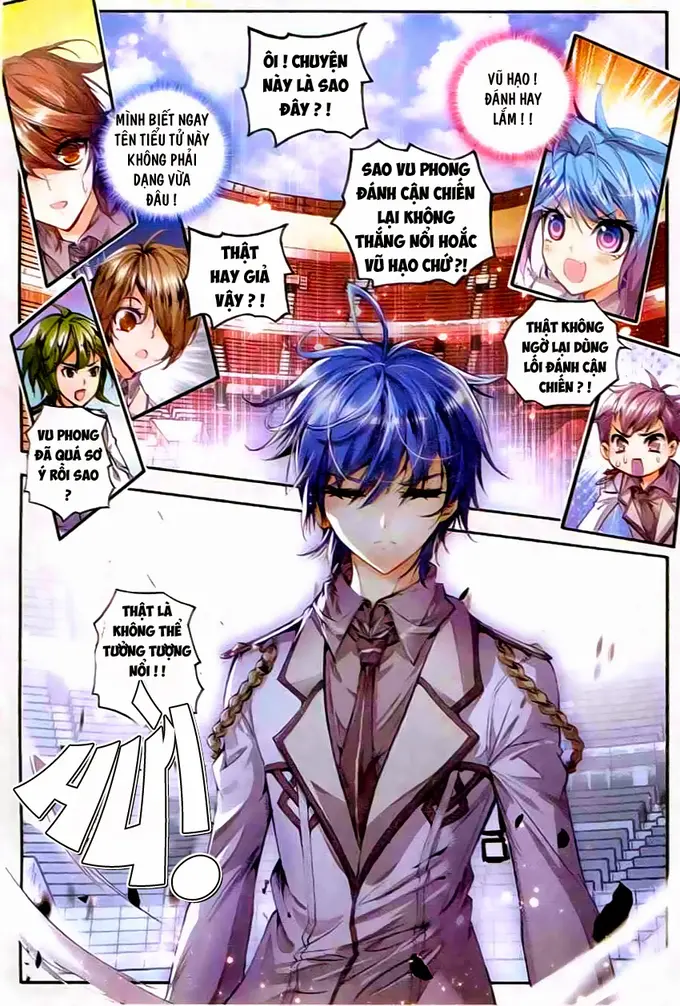 ÔI ! CHUYỆN
NÀY LÀ SAO
ĐÂY ? !
VŨ HẠO !
ĐÁNH HAY
LẮM ! !
MÌNH BIẾT NGAY
TÊN TIỂU TỬ NÀY
KHÔNG PHẢI
DẠNG VỪA
ĐÂU !
SAO VU PHONG
ĐÁNH CẬN CHIẾN
LẠI KHÔNG
THẮNG NỔI HOẮC
VŨ HẠO CHỨ?!
THẬT
HAY GIẢ
VẬY ? !
THẬT KHÔNG
NGỜ LẠI DÙNG
LỐI ĐÁNH CẬN
CHIẾN ? !
VU PHONG
ĐÃ QUÁ SƠ
Ý RỒI SAO
?
THẬT LÀ
KHÔNG THỂ
TƯỜNG TƯỢNG
NỔI ! !
HỪ!